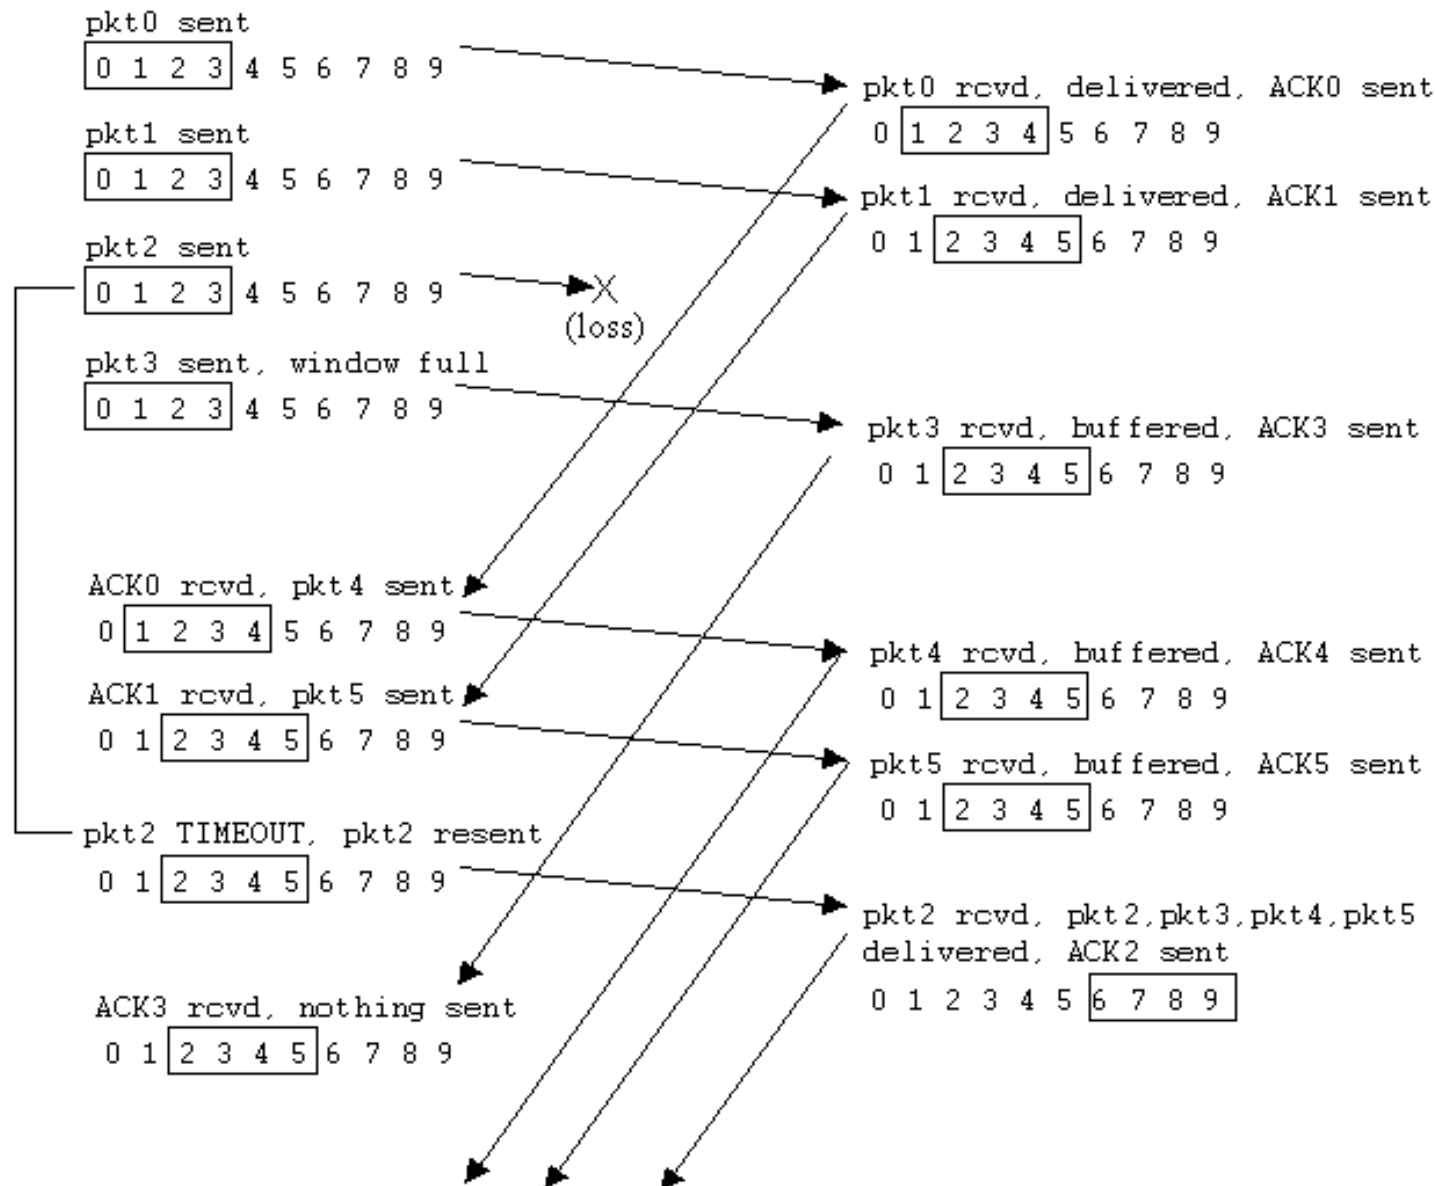 pkt0 sent
0 1 2 3 4 5 6 7 8 9
pkt1 sent
0 1 2 3 4 5 6 7 8 9
pkt2 sent
0 1 2 3 4 5 6 7 8 9
pkt3 sent, window full
0 1 2 3 4 5 6 7 8 9
ACK0 rcvd, pkt4 sent
0 1 2 3 4 5 6 7 8 9
ACK1 rcvd, pkt5 sent
0 1 2 3 4 5 6 7 8 9
pkt2 TIMEOUT, pkt2 resent
0 1 2 3 4 5 6 7 8 9
ACK3 rcvd, nothing sent
0 1 2 3 4 5 6 7 8 9
X
(loss)
pkt0 rcvd, delivered, ACK0 sent
0 1 2 3 4 5 6 7 8 9
pkt1 rcvd, delivered, ACK1 sent
0 1 2 3 4 5 6 7 8 9
pkt3 rcvd, buffered, ACK3 sent
0 1 2 3 4 5 6 7 8 9
pkt4 rcvd, buffered, ACK4 sent
0 1 2 3 4 5 6 7 8 9
pkt5 rcvd, buffered, ACK5 sent
0 1 2 3 4 5 6 7 8 9
pkt2 rcvd, pkt2,pkt3,pkt4,pkt5
delivered, ACK2 sent
0 1 2 3 4 5 6 7 8 9